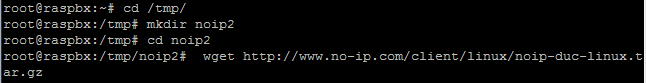 root@raspbx:~# cd /tmp/
root@raspbx:/tmp# mkdir noip2
root@raspbx:/tmp# cd noip2
root@raspbx:/tmp/noip2#  wget http://www.no-ip.com/client/linux/noip-duc-linux.t
ar.gz